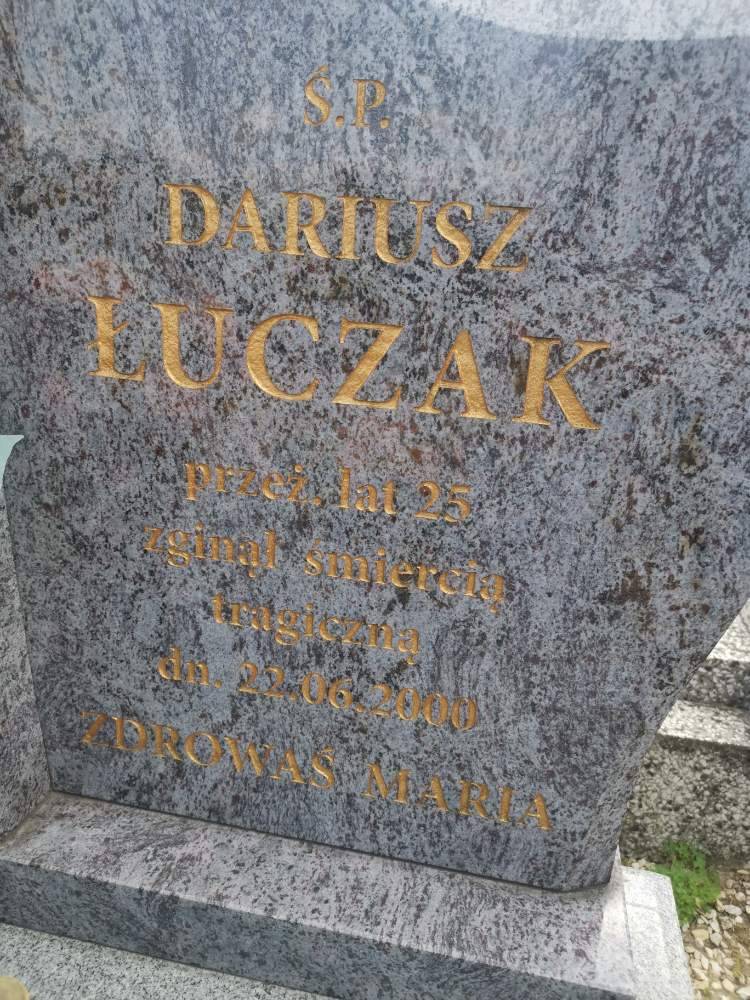 Ś.P.
DARIUSZ
ŁUCZAK
przeż. lat 25
zginął śmiercią
tragiczną
dn. 22.06.2000
ZDROWAŚ MARIA